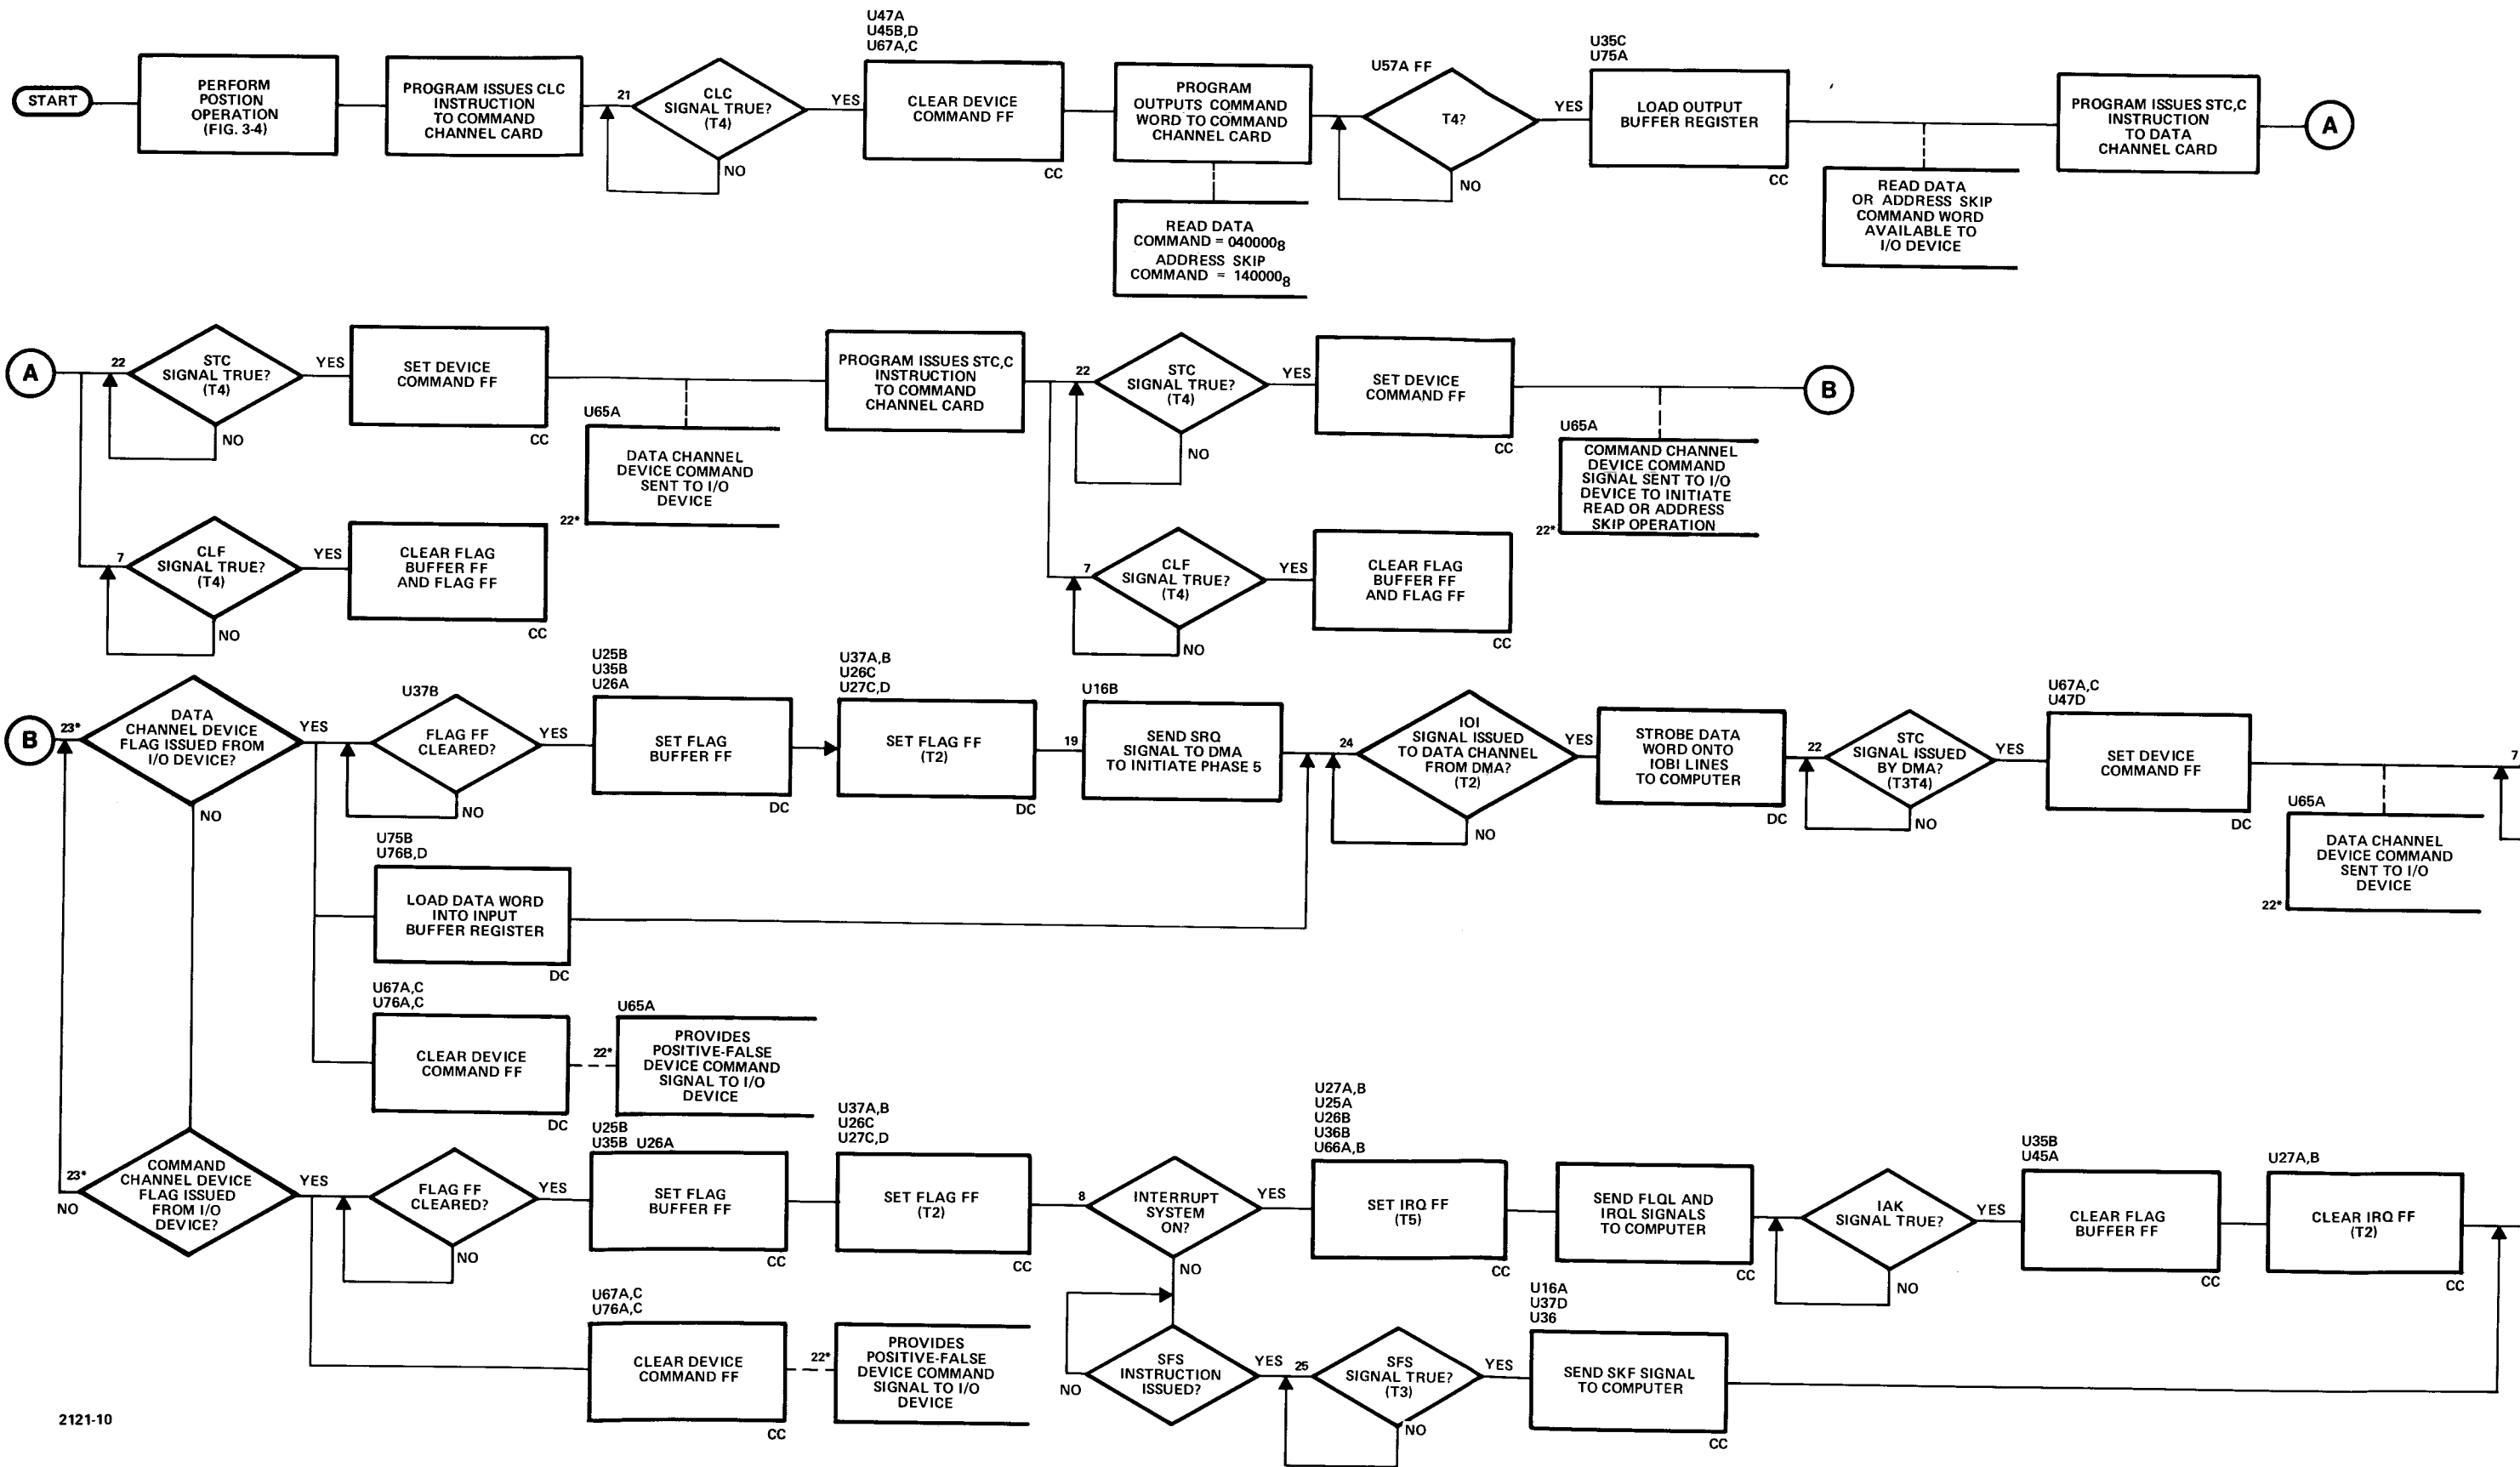 START
PERFORM
POSTION
OPERATION
(FIG. 3-4)
PROGRAM ISSUES CLC
INSTRUCTION
TO COMMAND
CHANNEL CARD
21
CLC
SIGNAL TRUE?
(T4)
YES
NO
U47A
U45B,D
U67A,C
CLEAR DEVICE
COMMAND FF
CC
PROGRAM
OUTPUTS COMMAND
WORD TO COMMAND
CHANNEL CARD
READ DATA
COMMAND = 0400008
ADDRESS SKIP
COMMAND = 1400008
U57A FF
T4?
YES
NO
U35C
U75A
LOAD OUTPUT
BUFFER REGISTER
CC
READ DATA
OR ADDRESS SKIP
COMMAND WORD
AVAILABLE TO
I/O DEVICE
PROGRAM ISSUES STC,C
INSTRUCTION
TO DATA
CHANNEL CARD
A
A
22
STC
SIGNAL TRUE?
(T4)
YES
NO
SET DEVICE
COMMAND FF
CC
U65A
DATA CHANNEL
DEVICE COMMAND
SENT TO I/O
DEVICE
22*
PROGRAM ISSUES STC,C
INSTRUCTION
TO COMMAND
CHANNEL CARD
22
STC
SIGNAL TRUE?
(T4)
YES
NO
SET DEVICE
COMMAND FF
CC
U65A
COMMAND CHANNEL
DEVICE COMMAND
SIGNAL SENT TO I/O
DEVICE TO INITIATE
READ OR ADDRESS
SKIP OPERATION
22*
B
7
CLF
SIGNAL TRUE?
(T4)
YES
NO
CLEAR FLAG
BUFFER FF
AND FLAG FF
CC
7
CLF
SIGNAL TRUE?
(T4)
YES
NO
CLEAR FLAG
BUFFER FF
AND FLAG FF
CC
B
23*
DATA
CHANNEL DEVICE
FLAG ISSUED FROM
I/O DEVICE?
YES
NO
U37B
FLAG FF
CLEARED?
YES
NO
U25B
U35B
U26A
SET FLAG
BUFFER FF
DC
U37A,B
U26C
U27C,D
SET FLAG FF
(T2)
DC
19
U16B
SEND SRQ
SIGNAL TO DMA
TO INITIATE PHASE 5
24
IOI
SIGNAL ISSUED
TO DATA CHANNEL
FROM DMA?
(T2)
YES
NO
STROBE DATA
WORD ONTO
IOBI LINES
TO COMPUTER
DC
22
STC
SIGNAL ISSUED
BY DMA?
(T3T4)
YES
NO
U67A,C
U47D
SET DEVICE
COMMAND FF
DC
U65A
DATA CHANNEL
DEVICE COMMAND
SENT TO I/O
DEVICE
22*
7
U75B
U76B,D
LOAD DATA WORD
INTO INPUT
BUFFER REGISTER
DC
U67A,C
U76A,C
CLEAR DEVICE
COMMAND FF
DC
22*
U65A
PROVIDES
POSITIVE-FALSE
DEVICE COMMAND
SIGNAL TO I/O
DEVICE
23*
COMMAND
CHANNEL DEVICE
FLAG ISSUED
FROM I/O
DEVICE?
NO
YES
FLAG FF
CLEARED?
YES
NO
U25B
U35B U26A
SET FLAG
BUFFER FF
CC
U37A,B
U26C
U27C,D
SET FLAG FF
(T2)
CC
8
INTERRUPT
SYSTEM
ON?
YES
NO
U27A,B
U25A
U26B
U36B
U66A,B
SET IRQ FF
(T5)
CC
SEND FLQL AND
IRQL SIGNALS
TO COMPUTER
CC
IAK
SIGNAL TRUE?
YES
NO
U35B
U45A
CLEAR FLAG
BUFFER FF
CC
U27A,B
CLEAR IRQ FF
(T2)
CC
U67A,C
U76A,C
CLEAR DEVICE
COMMAND FF
CC
22*
PROVIDES
POSITIVE-FALSE
DEVICE COMMAND
SIGNAL TO I/O
DEVICE
SFS
INSTRUCTION
ISSUED?
NO
YES
25
SFS
SIGNAL TRUE?
(T3)
YES
NO
U16A
U37D
U36
SEND SKF SIGNAL
TO COMPUTER
CC
2121-10